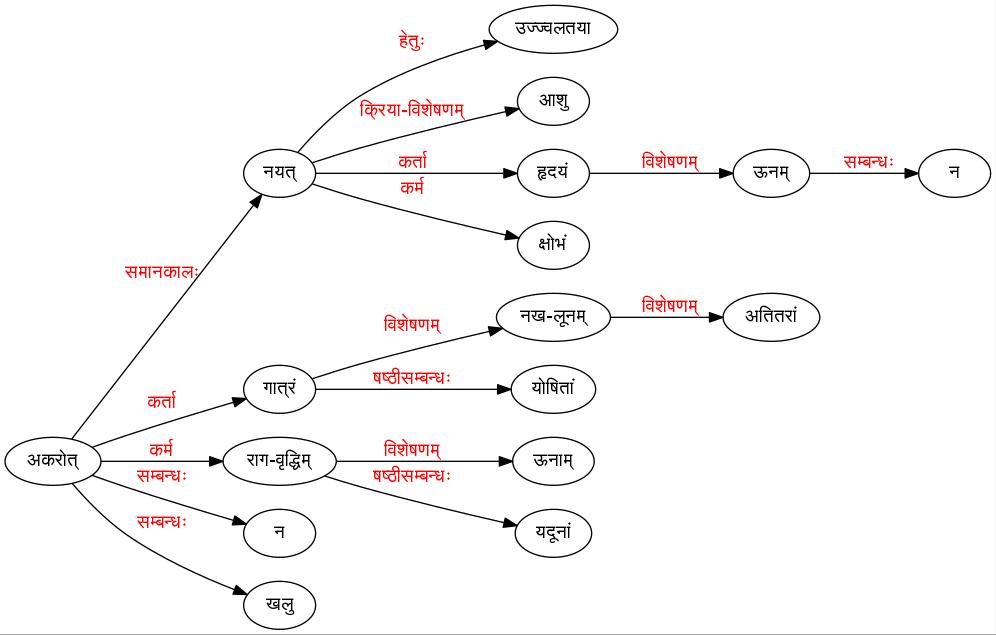 उज्ज्वलतया
हेतुः
आशु
क्रिया-विशेषणम्
कर्ता
विशेषणम्
सम्बन्धः
नयत्
हृदयं
ऊनम्
न
कर्म
क्षोभं
समानकालः
विशेषणम्
नख-लूनम्
अतितरां
विशेषणम्
षष्ठीसम्बन्धः
गात्रं
योषितां
कर्ता
कर्म
विशेषणम्
अकरोत्
राग-वृद्धिम्
ऊनाम्
सम्बन्धः
षष्ठीसम्बन्धः
सम्बन्धः
न
यदूनां
खलु